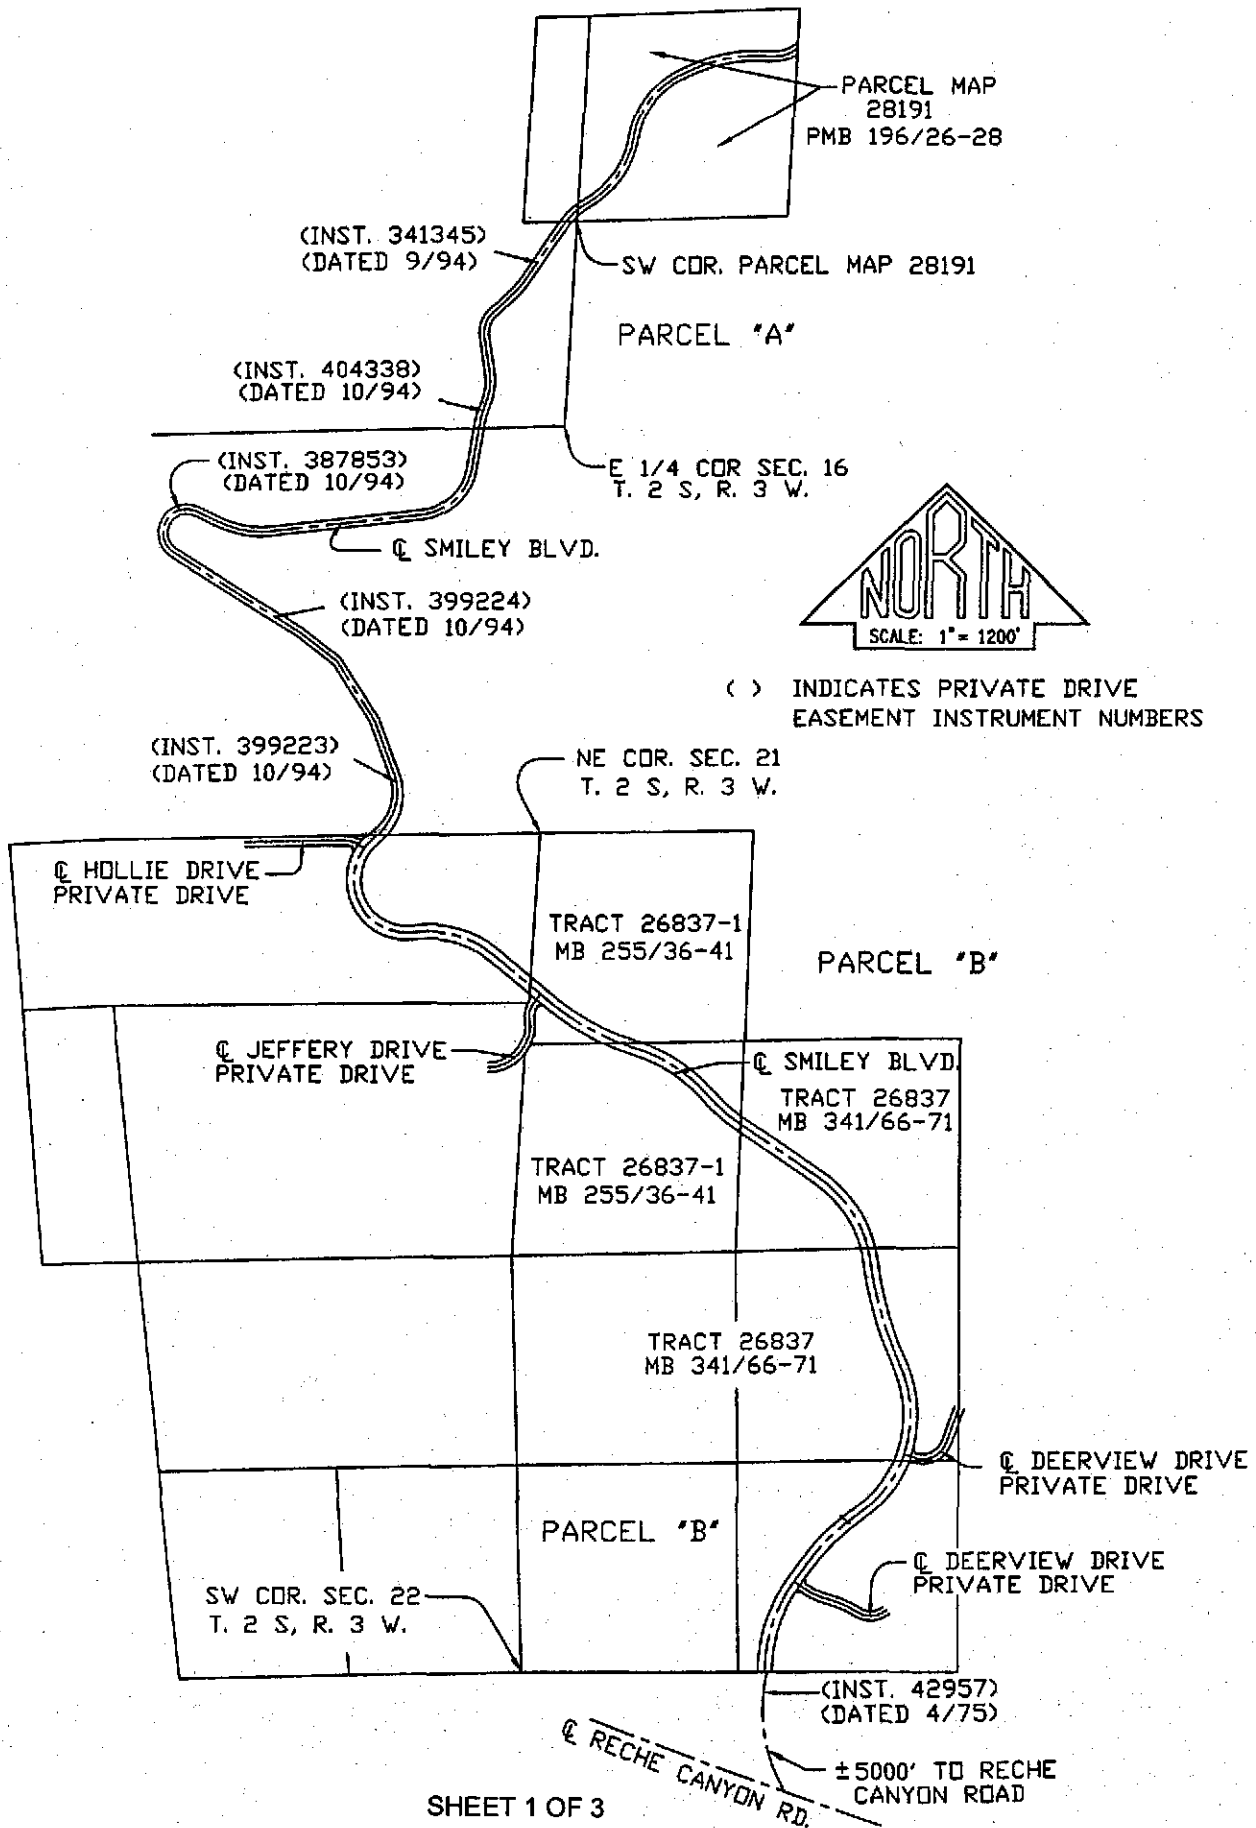 PARCEL MAP
28191
PMB 196/26-28
(INST. 341345)
(DATED 9/94)
SW COR. PARCEL MAP 28191
PARCEL "A"
(INST. 404338)
(DATED 10/94)
(INST. 387853)
(DATED 10/94)
E 1/4 COR SEC. 16
T. 2 S, R. 3 W.
℄ SMILEY BLVD.
NORTH
SCALE: 1"= 1200'
(INST. 399224)
(DATED 10/94)
( ) INDICATES PRIVATE DRIVE
EASEMENT INSTRUMENT NUMBERS
(INST. 399223)
(DATED 10/94)
NE COR. SEC. 21
T. 2 S, R. 3 W.
℄ HOLLIE DRIVE
PRIVATE DRIVE
TRACT 26837-1
MB 255/36-41
PARCEL "B"
℄ JEFFERY DRIVE
PRIVATE DRIVE
℄ SMILEY BLVD.
TRACT 26837
MB 341/66-71
TRACT 26837-1
MB 255/36-41
TRACT 26837
MB 341/66-71
℄ DEERVIEW DRIVE
PRIVATE DRIVE
PARCEL "B"
℄ DEERVIEW DRIVE
PRIVATE DRIVE
SW COR. SEC. 22
T. 2 S, R. 3 W.
(INST. 42957)
(DATED 4/75)
℄ RECHE CANYON RD.
±5000' TO RECHE
CANYON ROAD
SHEET 1 OF 3